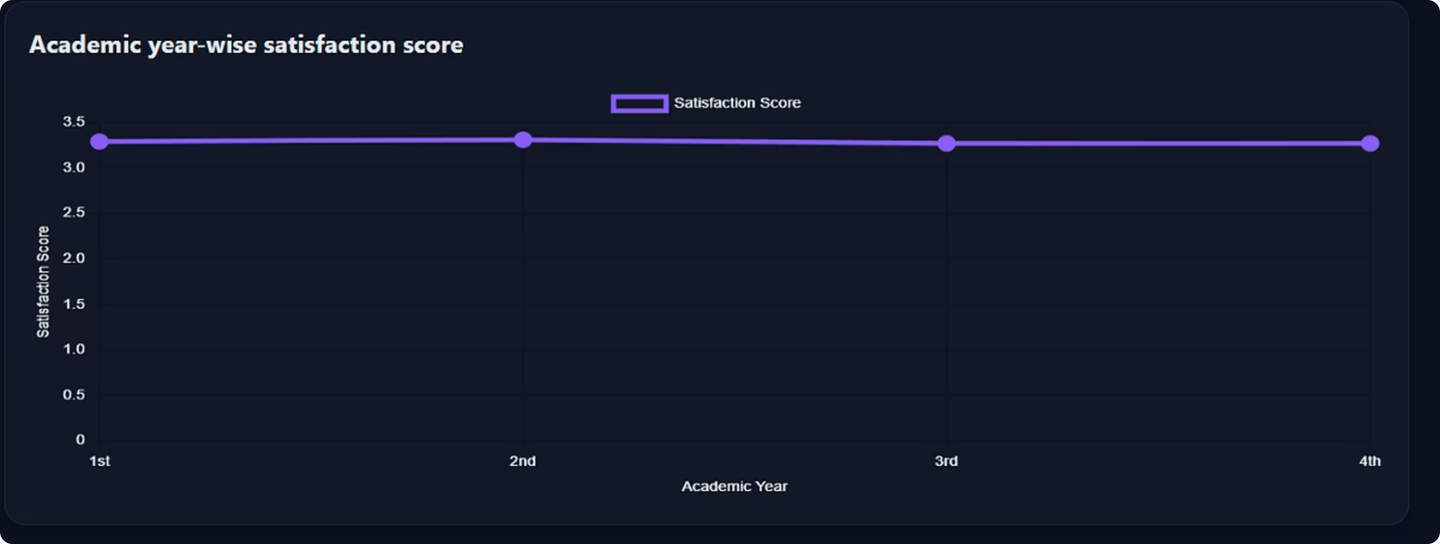 Academic year-wise satisfaction score
Satisfaction Score
3.5
3.0
2.5
2.0
1.5
1.0
0.5
0
Satisfaction Score
1st 2nd 3rd 4th
Academic Year